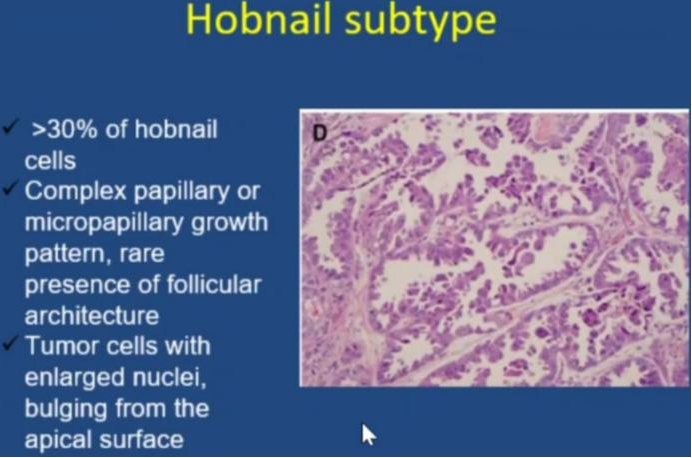 Hobnail subtype
✓ >30% of hobnail
cells
✓ Complex papillary or
micropapillary growth
pattern, rare
presence of follicular
architecture
✓ Tumor cells with
enlarged nuclei,
bulging from the
apical surface
D